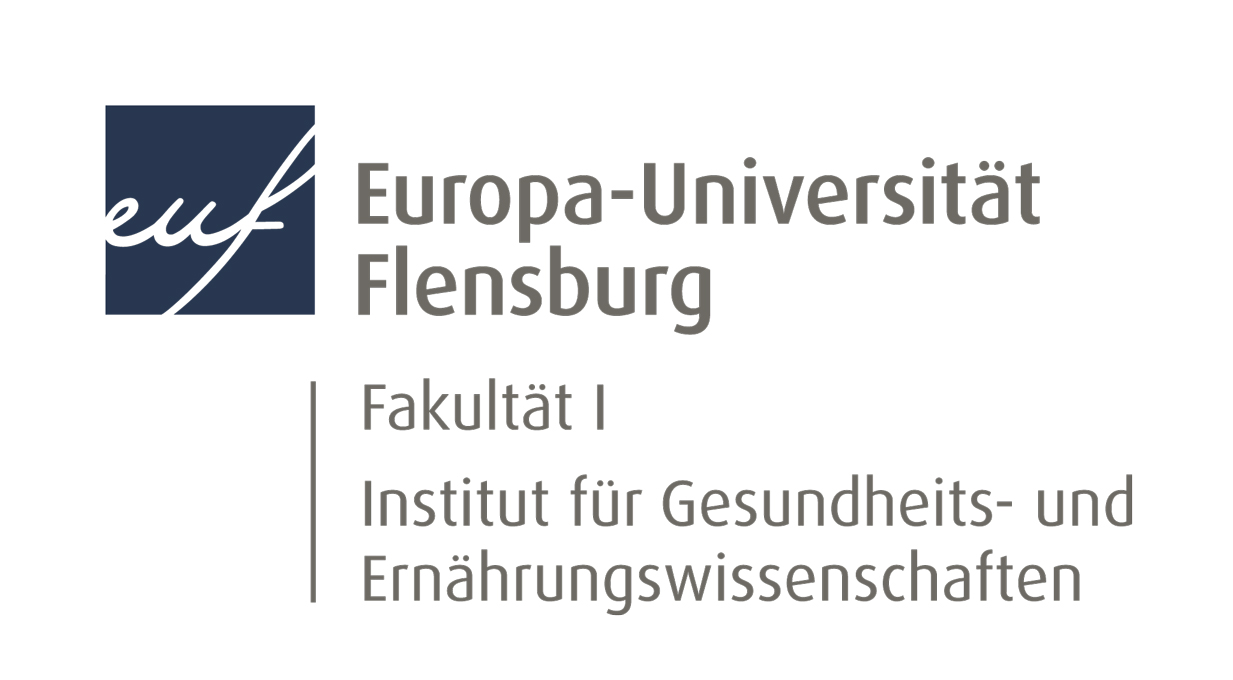 euf
Europa-Universität
Flensburg
Fakultät I
Institut für Gesundheits- und
Ernährungswissenschaften